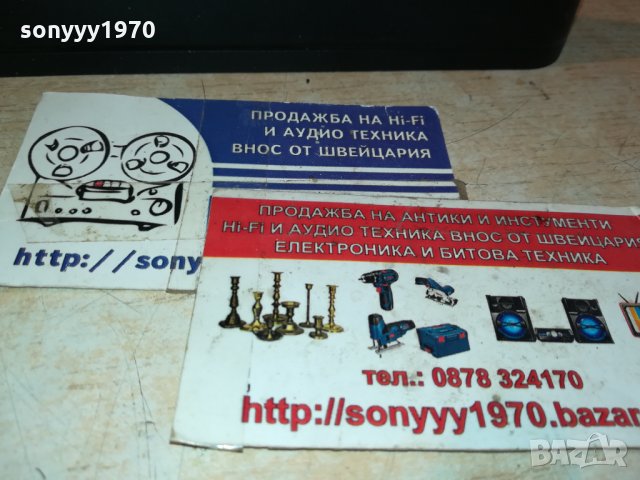 sonyyy1970
ПРОДАЖБА НА Hi-Fi
И АУДИО ТЕХНИКА
ВНОС ОТ ШВЕЙЦАРИЯ
http://sony
ПРОДАЖБА НА АНТИКИ И ИНСТУМЕНТИ
Hi-Fi И АУДИО ТЕХНИКА ВНОС ОТ ШВЕЙЦАРИЯ
ЕЛЕКТРОНИКА И БИТОВА ТЕХНИКА
тел.: 0878 324170
http://sonyyy1970.bazar
BAZAR